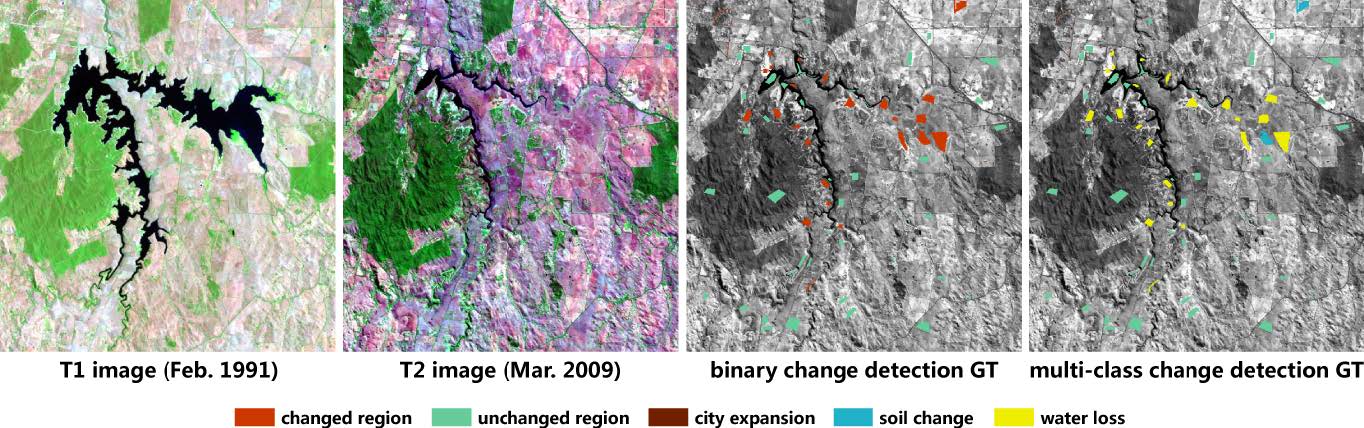 T1 image (Feb. 1991) T2 image (Mar. 2009) binary change detection GT multi-class change detection GT
changed region unchanged region city expansion soil change water loss